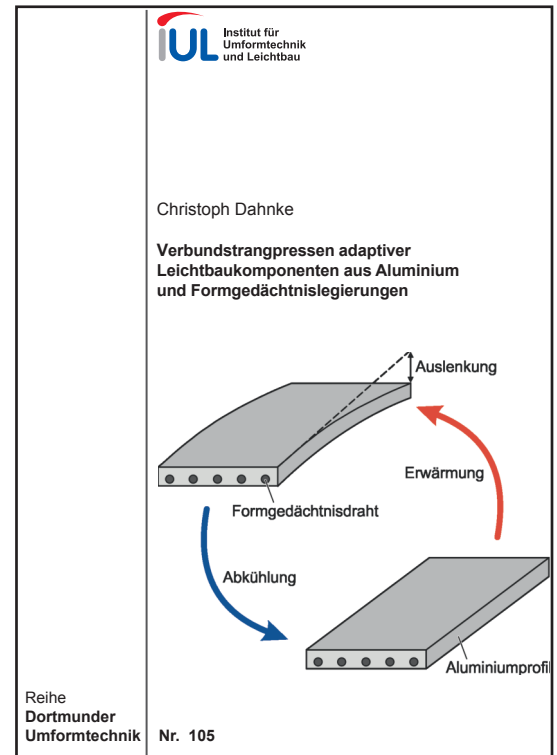 IUL
Institut für
Umformtechnik
und Leichtbau
Christoph Dahnke
Verbundstrangpressen adaptiver
Leichtbaukomponenten aus Aluminium
und Formgedächtnislegierungen
Auslenkung
Erwärmung
Formgedächtnisdraht
Abkühlung
Aluminiumprofil
Reihe
Dortmunder
Umformtechnik
Nr. 105